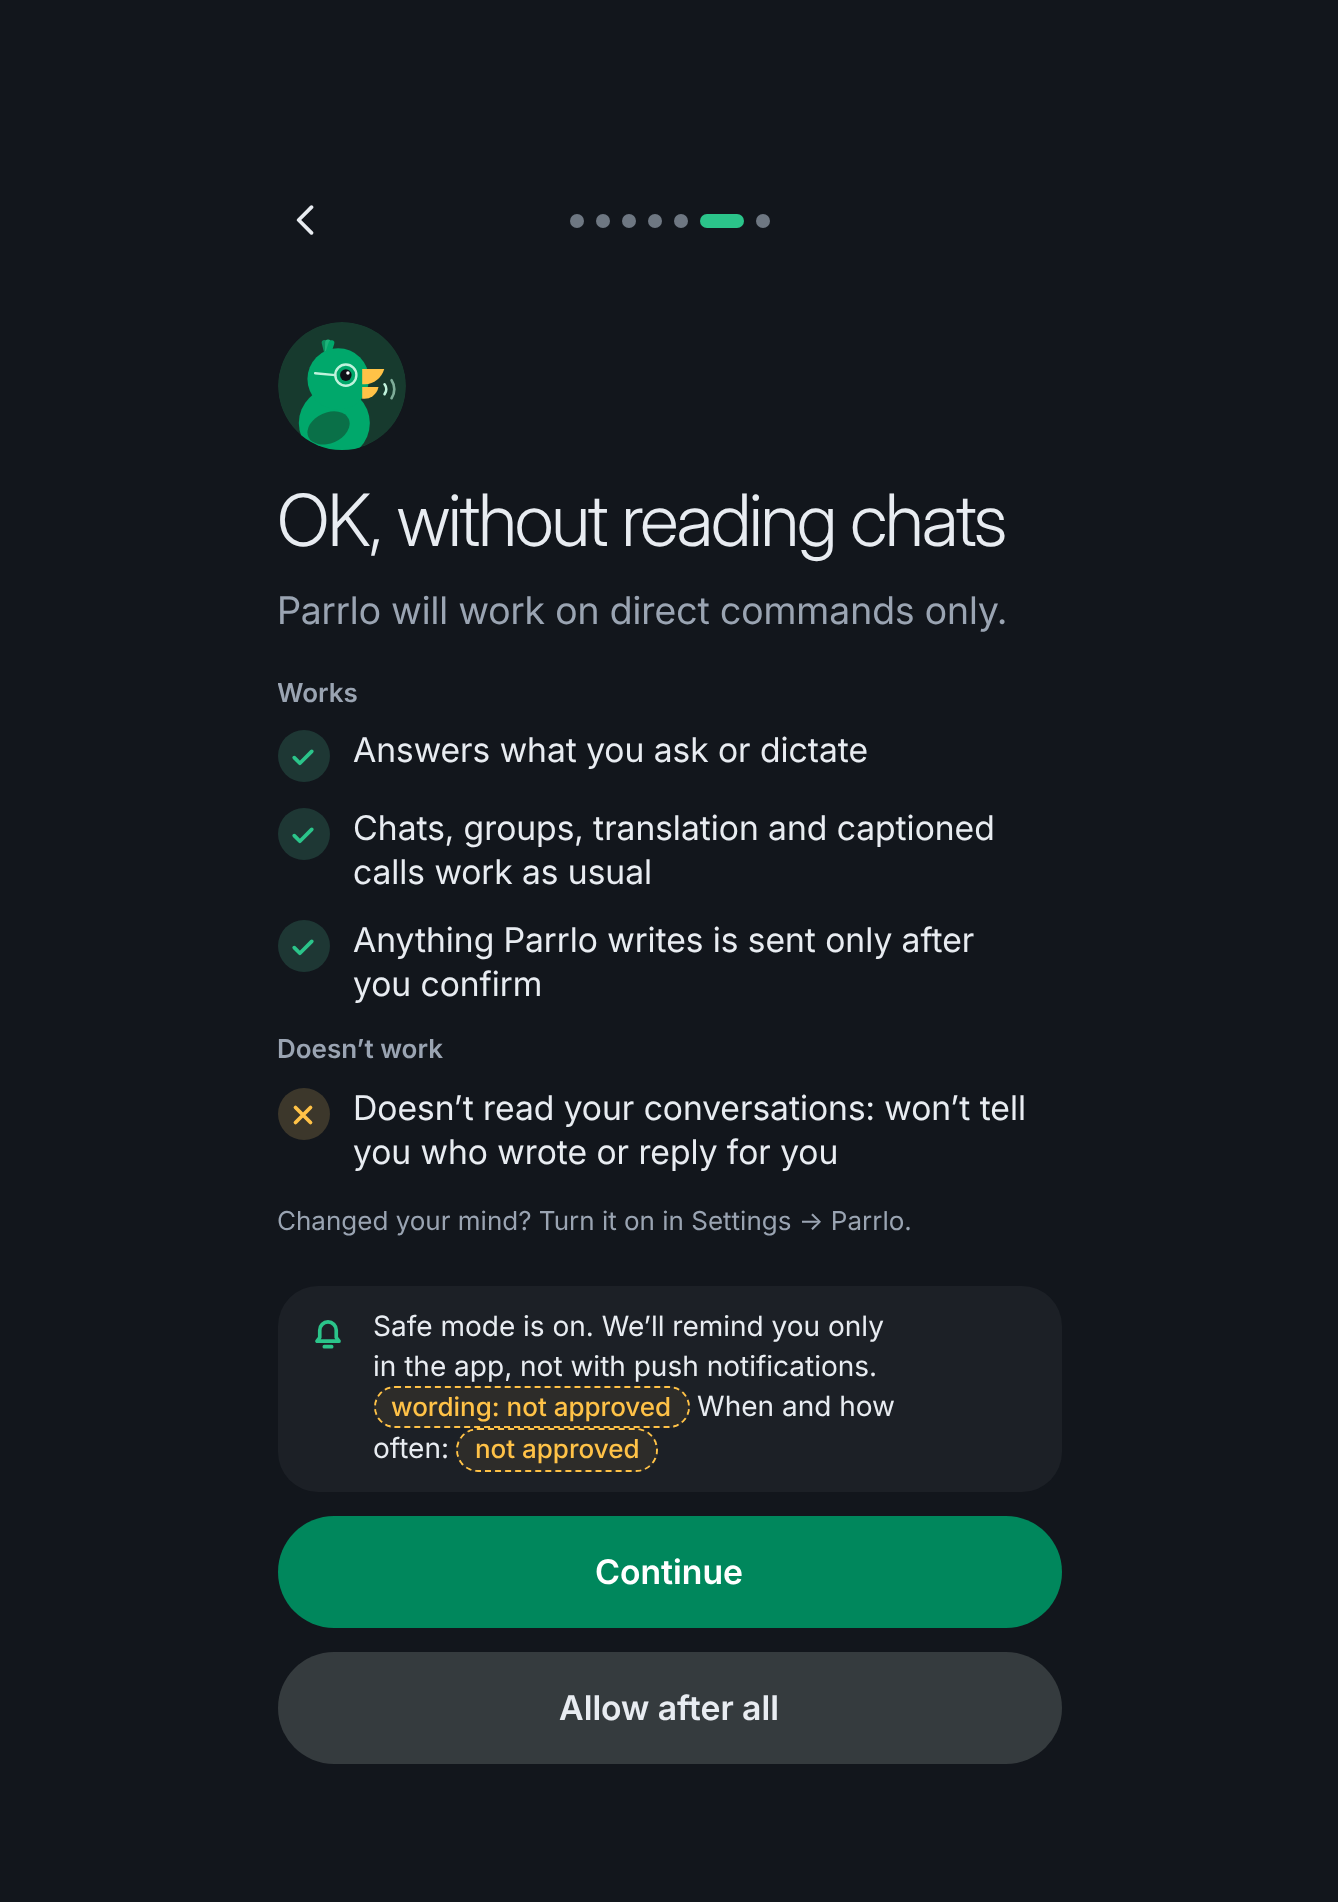 OK, without reading chats
Parrlo will work on direct commands only.
Works
Answers what you ask or dictate
Chats, groups, translation and captioned
calls work as usual
Anything Parrlo writes is sent only after
you confirm
Doesn’t work
Doesn’t read your conversations: won’t tell
you who wrote or reply for you
Changed your mind? Turn it on in Settings → Parrlo.
Safe mode is on. We’ll remind you only
in the app, not with push notifications.
wording: not approved When and how
often: not approved
Continue
Allow after all